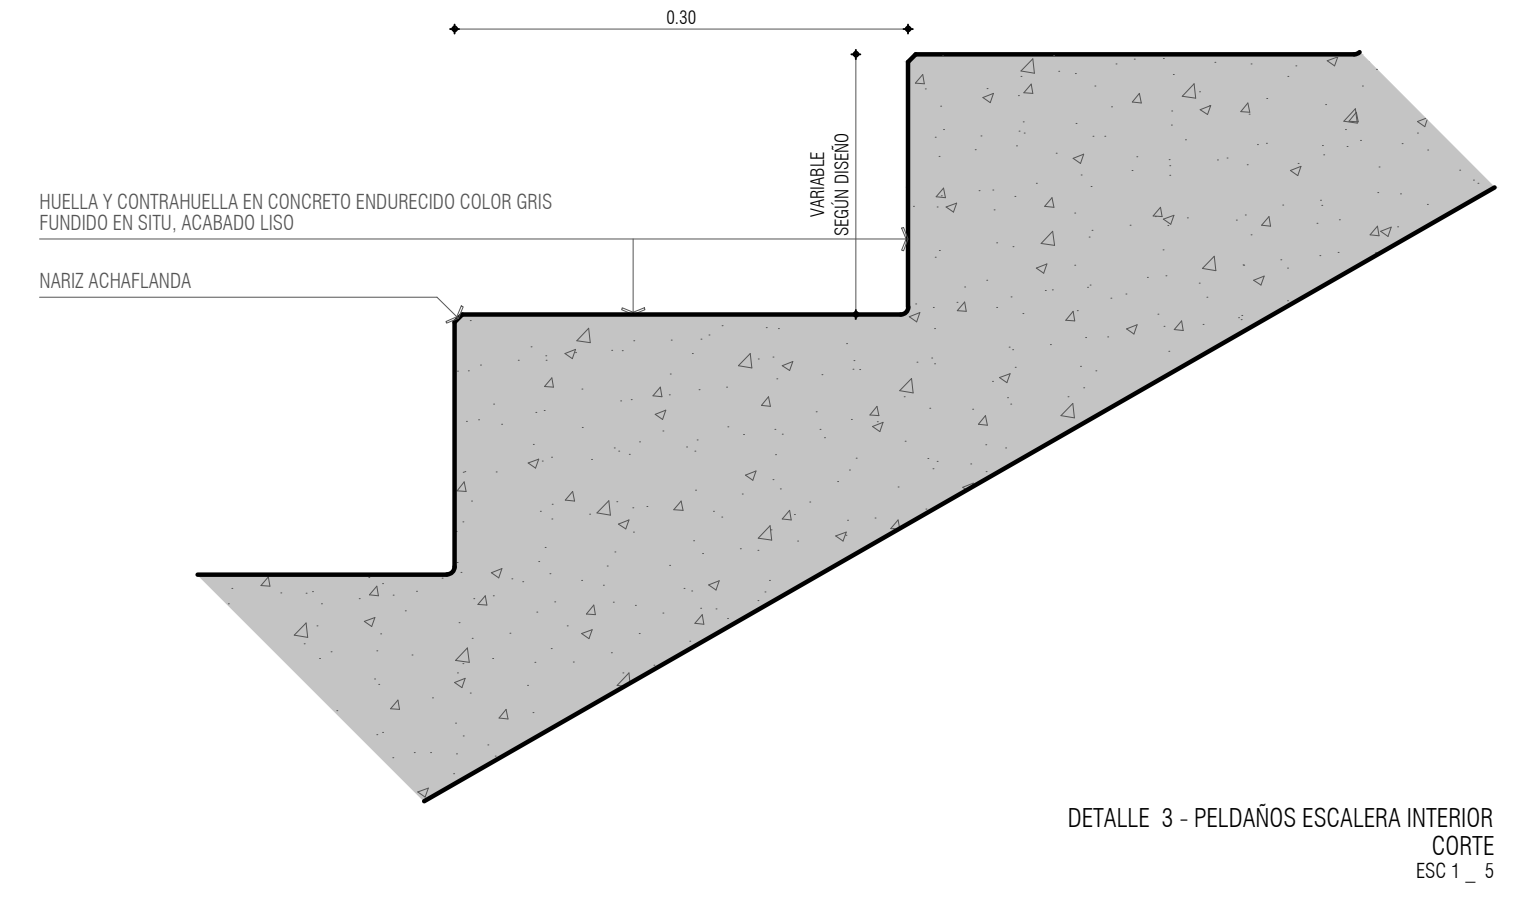 0.30
VARIABLE
SEGÚN DISEÑO
HUELLA Y CONTRAHUELLA EN CONCRETO ENDURECIDO COLOR GRIS
FUNDIDO EN SITU, ACABADO LISO
NARIZ ACHAFLANDA
DETALLE 3 - PELDAÑOS ESCALERA INTERIOR
CORTE
ESC 1 _ 5